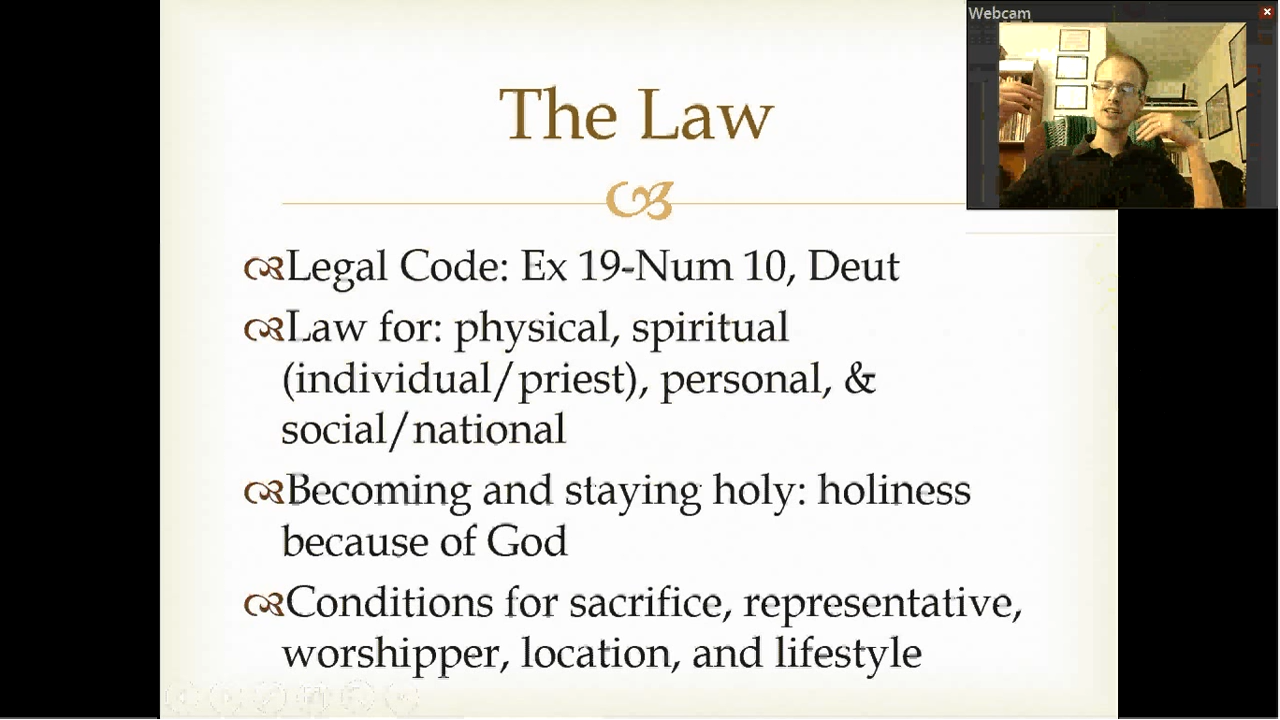 Webcam
The Law
Legal Code: Ex 19-Num 10, Deut
Law for: physical, spiritual
(individual/priest), personal, &
social/national
Becoming and staying holy: holiness
because of God
Conditions for sacrifice, representative,
worshipper, location, and lifestyle